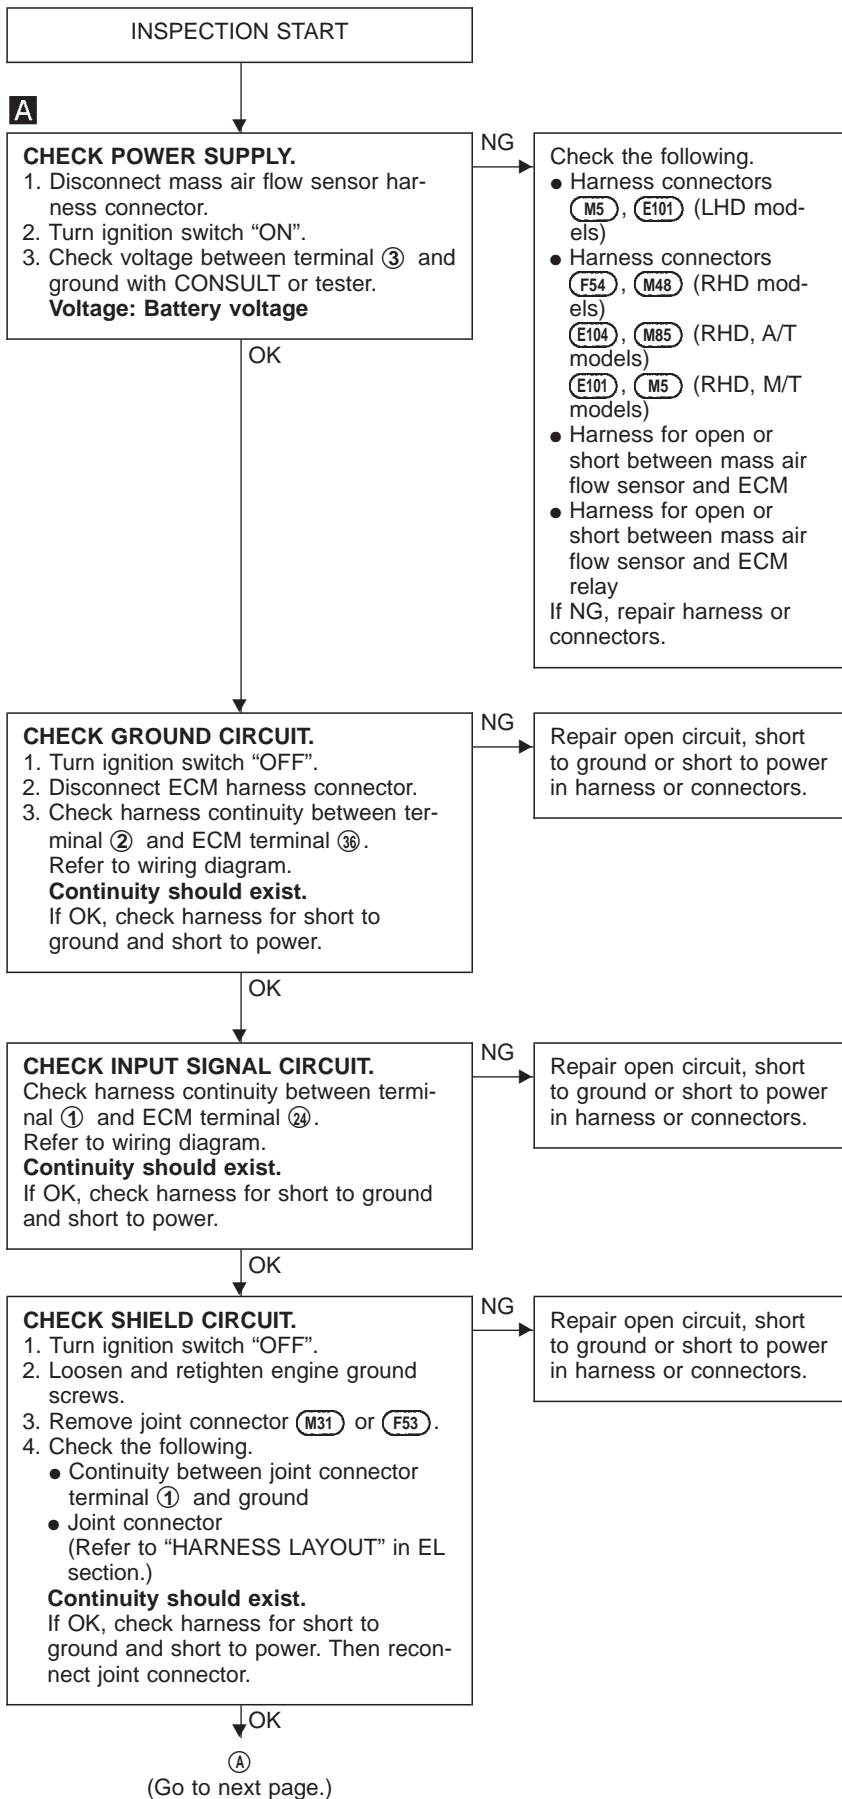 INSPECTION START
A
CHECK POWER SUPPLY.
1. Disconnect mass air flow sensor har-
ness connector.
2. Turn ignition switch “ON”.
3. Check voltage between terminal ③ and
ground with CONSULT or tester.
Voltage: Battery voltage
NG
Check the following.
● Harness connectors
M5, E101 (LHD mod-
els)
● Harness connectors
F54, M48 (RHD mod-
els)
E104, M85 (RHD, A/T
models)
E101, M5 (RHD, M/T
models)
● Harness for open or
short between mass air
flow sensor and ECM
● Harness for open or
short between mass air
flow sensor and ECM
relay
If NG, repair harness or
connectors.
OK
CHECK GROUND CIRCUIT.
1. Turn ignition switch “OFF”.
2. Disconnect ECM harness connector.
3. Check harness continuity between ter-
minal ② and ECM terminal ㊱.
Refer to wiring diagram.
Continuity should exist.
If OK, check harness for short to
ground and short to power.
NG
Repair open circuit, short
to ground or short to power
in harness or connectors.
OK
CHECK INPUT SIGNAL CIRCUIT.
Check harness continuity between termi-
nal ① and ECM terminal ㉔.
Refer to wiring diagram.
Continuity should exist.
If OK, check harness for short to ground
and short to power.
NG
Repair open circuit, short
to ground or short to power
in harness or connectors.
OK
CHECK SHIELD CIRCUIT.
1. Turn ignition switch “OFF”.
2. Loosen and retighten engine ground
screws.
3. Remove joint connector M31 or F53.
4. Check the following.
● Continuity between joint connector
terminal ① and ground
● Joint connector
(Refer to “HARNESS LAYOUT” in EL
section.)
Continuity should exist.
If OK, check harness for short to
ground and short to power. Then recon-
nect joint connector.
NG
Repair open circuit, short
to ground or short to power
in harness or connectors.
OK
Ⓐ
(Go to next page.)